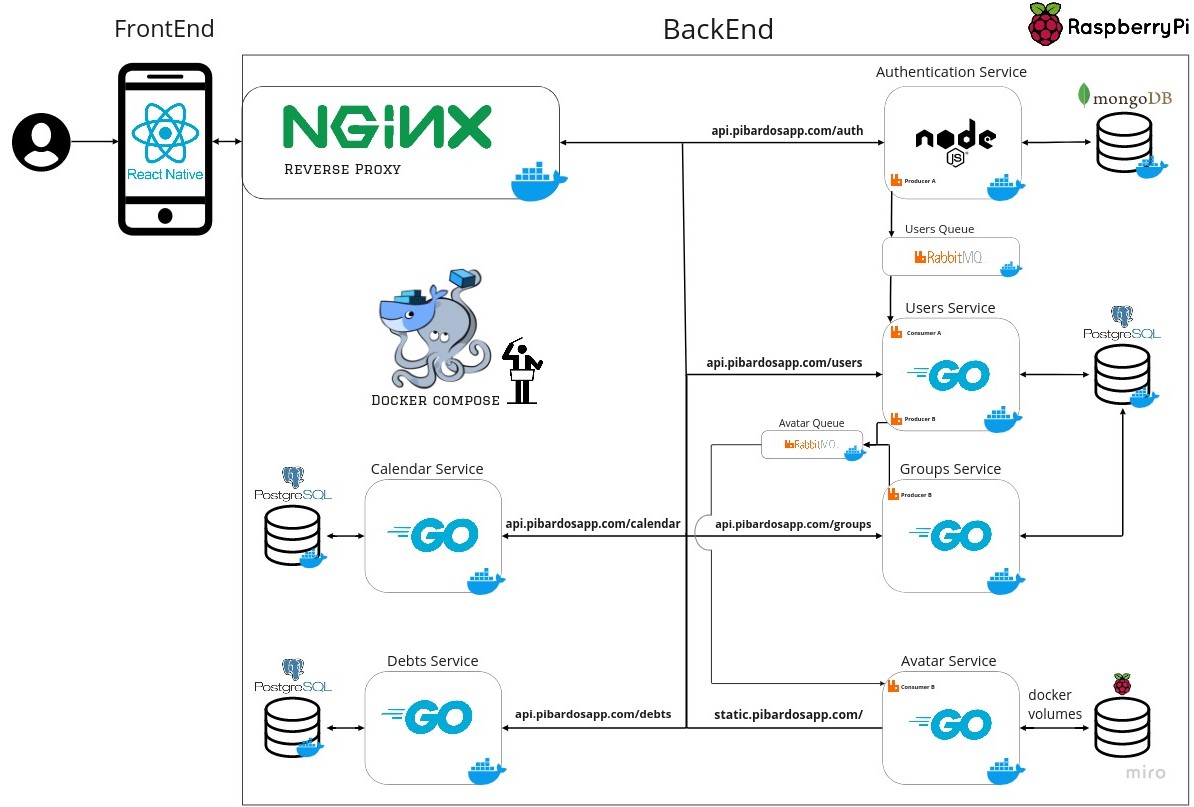 FrontEnd
BackEnd
RaspberryPi
Authentication Service
mongoDB
NGiNX
REVERSE PROXY
React Native
api.pibardosapp.com/auth
node
JS
Producer A
Users Queue
RabbitMQ
Users Service
PostgreSQL
Consumer A
api.pibardosapp.com/users
GO
DOCKER COMPOSE
Producer B
Avatar Queue
RabbitMQ
Calendar Service
Groups Service
PostgreSQL
Producer B
api.pibardosapp.com/calendar
api.pibardosapp.com/groups
GO
GO
Debts Service
Avatar Service
PostgreSQL
Consumer B
docker
volumes
api.pibardosapp.com/debts
static.pibardosapp.com/
GO
GO
miro